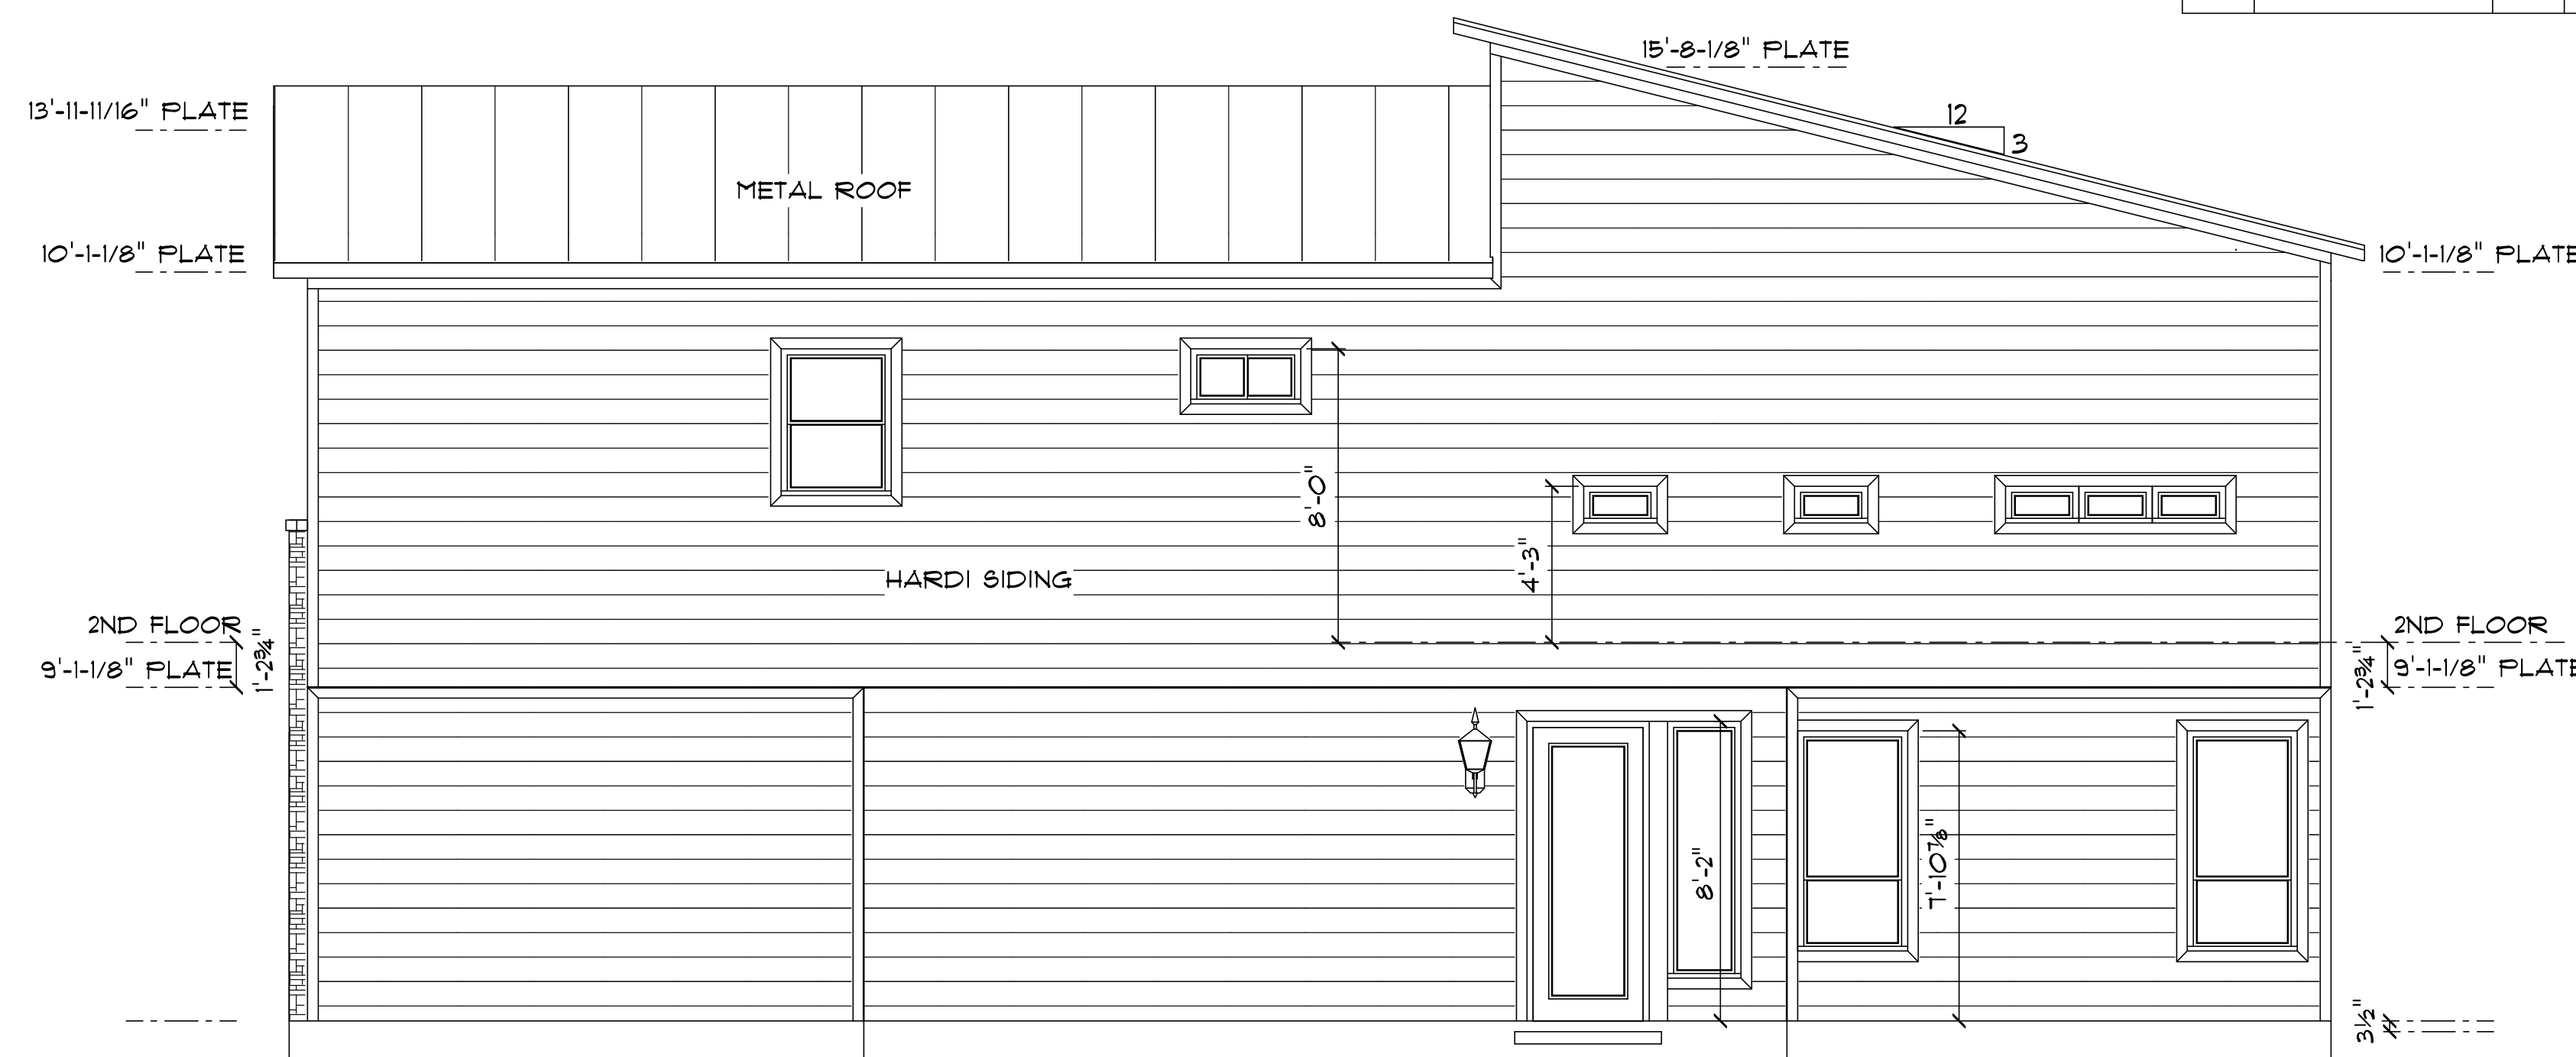 15'-8-1/8" PLATE
13'-11-11/16" PLATE
12
3
METAL ROOF
10'-1-1/8" PLATE
10'-1-1/8" PLATE
8'-0"
4'-3"
HARDI SIDING
2ND FLOOR
2ND FLOOR
1'-2¾"
9'-1-1/8" PLATE
1'-2¾"
9'-1-1/8" PLATE
8'-2"
7'-10⅞"
3½"